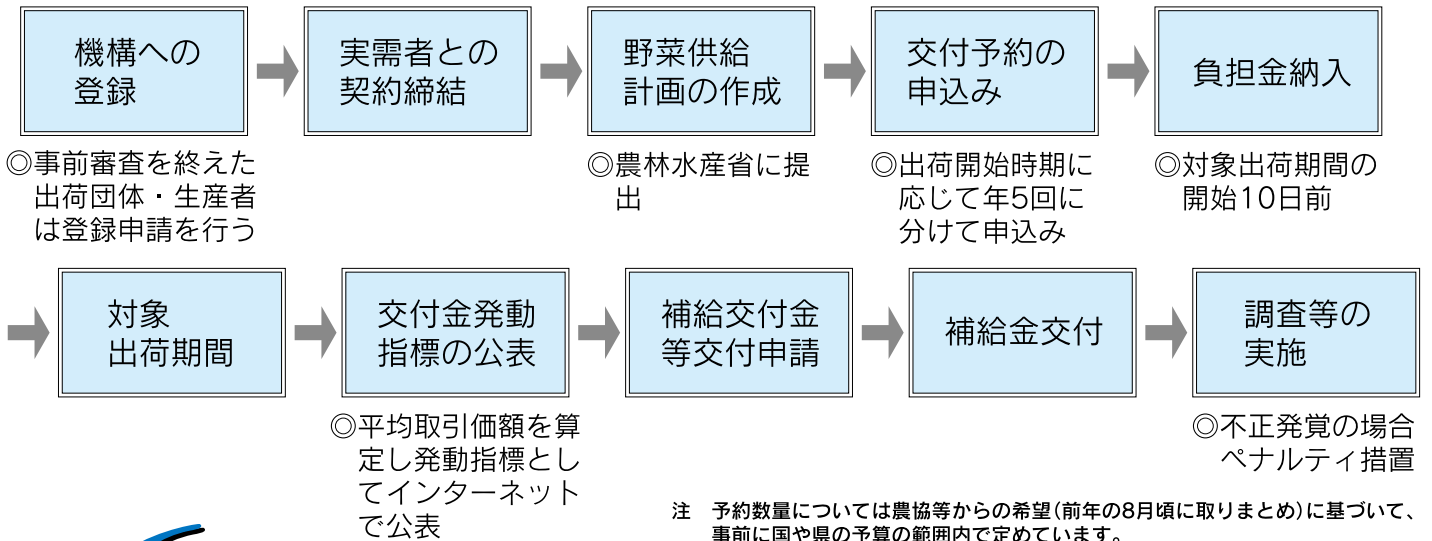 機構への
登録
実需者との
契約締結
野菜供給
計画の作成
交付予約の
申込み
負担金納入
◎事前審査を終えた
出荷団体・生産者
は登録申請を行う
◎農林水産省に提
出
◎出荷開始時期に
応じて年5回に
分けて申込み
◎対象出荷期間の
開始10日前
対象
出荷期間
交付金発動
指標の公表
補給交付金
等交付申請
補給金交付
調査等の
実施
◎平均取引価額を算
定し発動指標とし
てインターネット
で公表
◎不正発覚の場合
ペナルティ措置
注　予約数量については農協等からの希望(前年の8月頃に取りまとめ)に基づいて、
事前に国や県の予算の範囲内で定めています。